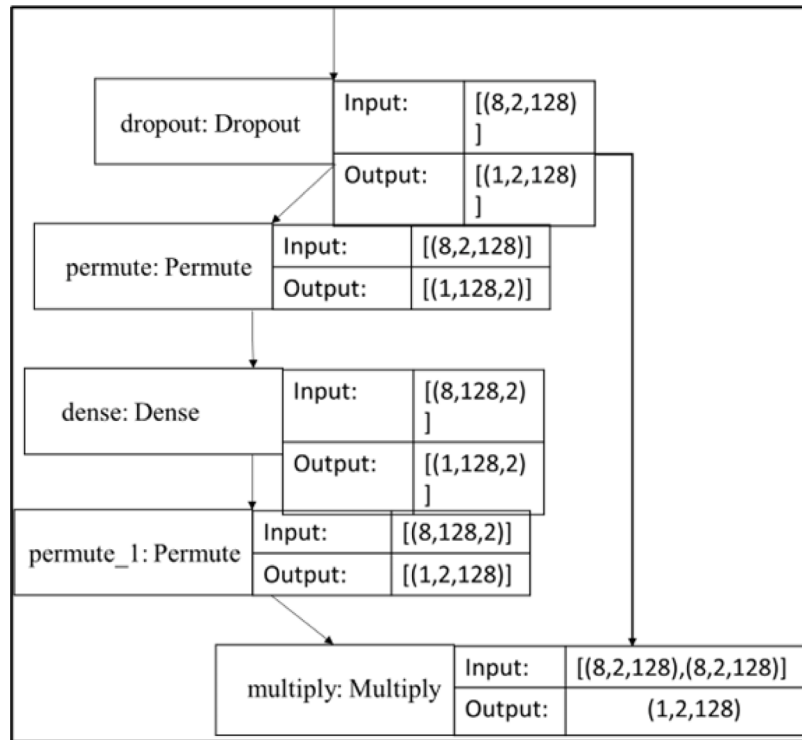 dropout: Dropout
Input:
[(8,2,128)
]
Output:
[(1,2,128)
]
permute: Permute
Input:
[(8,2,128)]
Output:
[(1,128,2)]
dense: Dense
Input:
[(8,128,2)
]
Output:
[(1,128,2)
]
permute_1: Permute
Input:
[(8,128,2)]
Output:
[(1,2,128)]
multiply: Multiply
Input:
[(8,2,128),(8,2,128)]
Output:
(1,2,128)